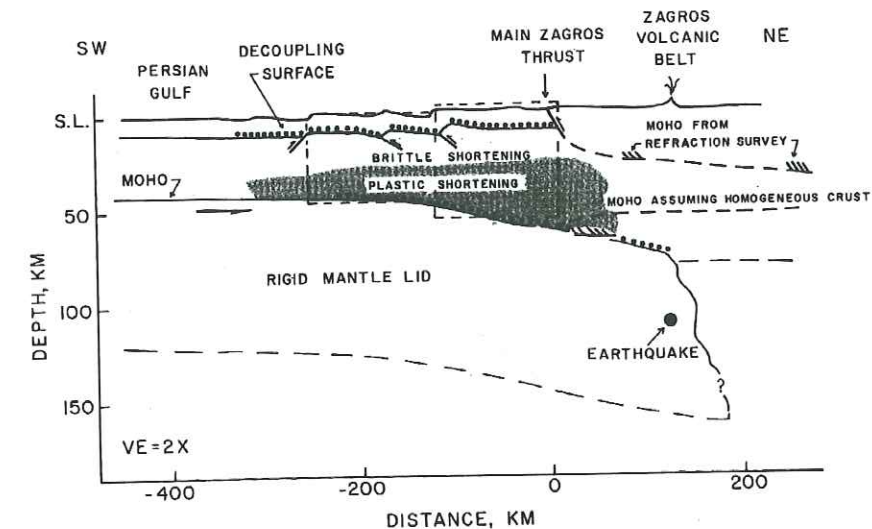 SW
PERSIAN
GULF
DECOUPLING
SURFACE
MAIN ZAGROS
THRUST
ZAGROS
VOLCANIC
BELT
NE
S.L.
MOHO FROM
REFRACTION SURVEY
BRITTLE SHORTENING
PLASTIC SHORTENING
MOHO
MOHO ASSUMING HOMOGENEOUS CRUST
50
RIGID MANTLE LID
100
EARTHQUAKE
150
?
DEPTH, KM
VE=2X
-400
-200
0
200
DISTANCE, KM